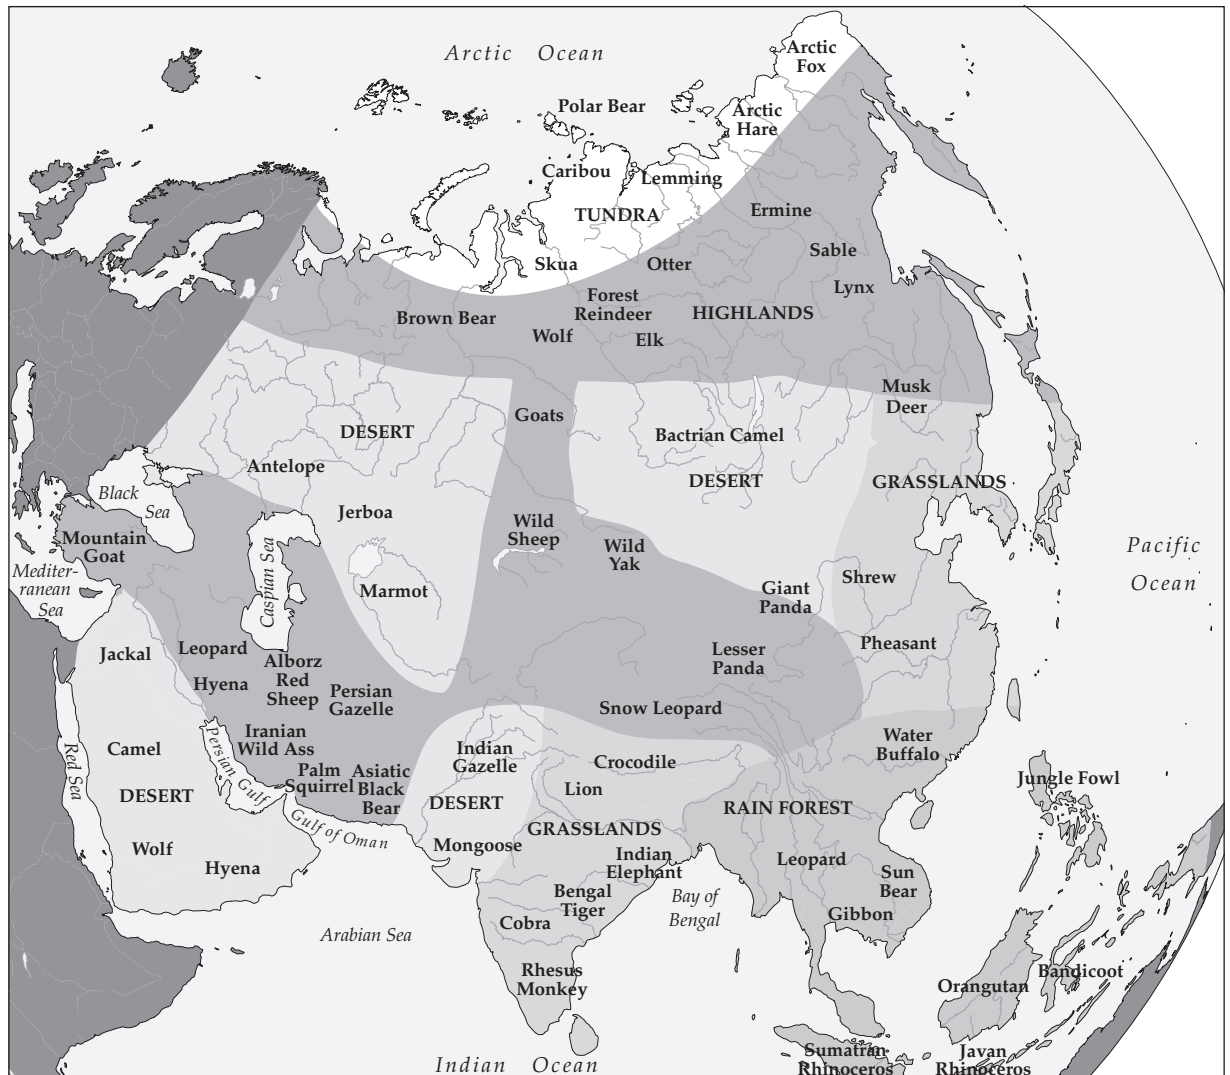 Arctic Ocean
Arctic
Fox
Polar Bear
Arctic
Hare
Caribou
Lemming
TUNDRA
Ermine
Sable
Skua
Otter
Lynx
Forest
Reindeer
HIGHLANDS
Brown Bear
Wolf
Elk
Musk
Deer
Goats
DESERT
Bactrian Camel
Antelope
DESERT
GRASSLANDS
Black
Sea
Jerboa
Wild
Sheep
Mountain
Goat
Wild
Yak
Pacific
Ocean
Mediter-
ranean
Sea
Caspian Sea
Marmot
Giant
Panda
Shrew
Pheasant
Jackal
Leopard
Alborz
Red
Sheep
Lesser
Panda
Hyena
Persian
Gazelle
Snow Leopard
Iranian
Wild Ass
Camel
Persian Gulf
Red Sea
Indian
Gazelle
Water
Buffalo
Palm
Squirrel
Asiatic
Black
Bear
Crocodile
Jungle Fowl
DESERT
DESERT
Lion
RAIN FOREST
Gulf of Oman
GRASSLANDS
Wolf
Mongoose
Hyena
Indian
Elephant
Leopard
Sun
Bear
Bengal
Tiger
Bay of
Bengal
Cobra
Gibbon
Arabian Sea
Rhesus
Monkey
Orangutan
Bandicoot
Sumatran
Rhinoceros
Javan
Rhinoceros
Indian Ocean